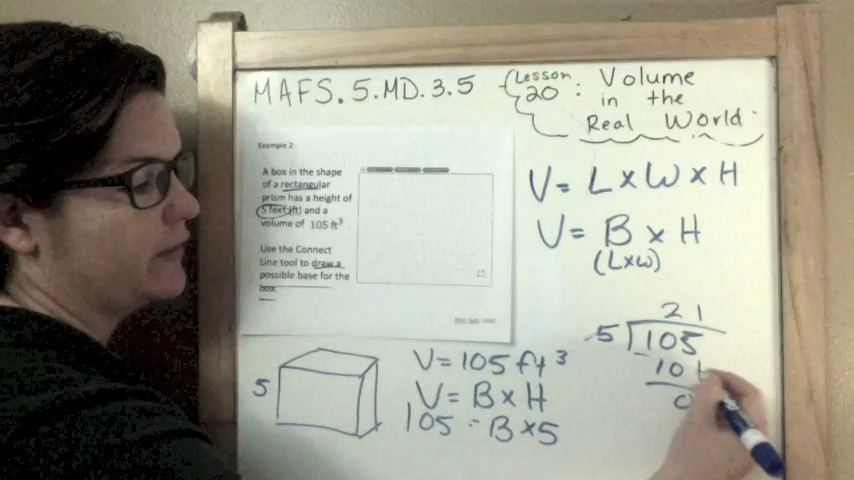 MAFS.5.MD.3.5
Lesson 20:
Volume
in the
Real World
Example 2
A box in the shape
of a rectangular
prism has a height of
5 feet (ft) and a
volume of 105 ft³.
Use the Connect
Line tool to draw a
possible base for the
box.
V= L×W×H
V= B × H
(L×W)
5
V=105 ft³
V= B×H
105 = B×5
21
5 105
- 10
0